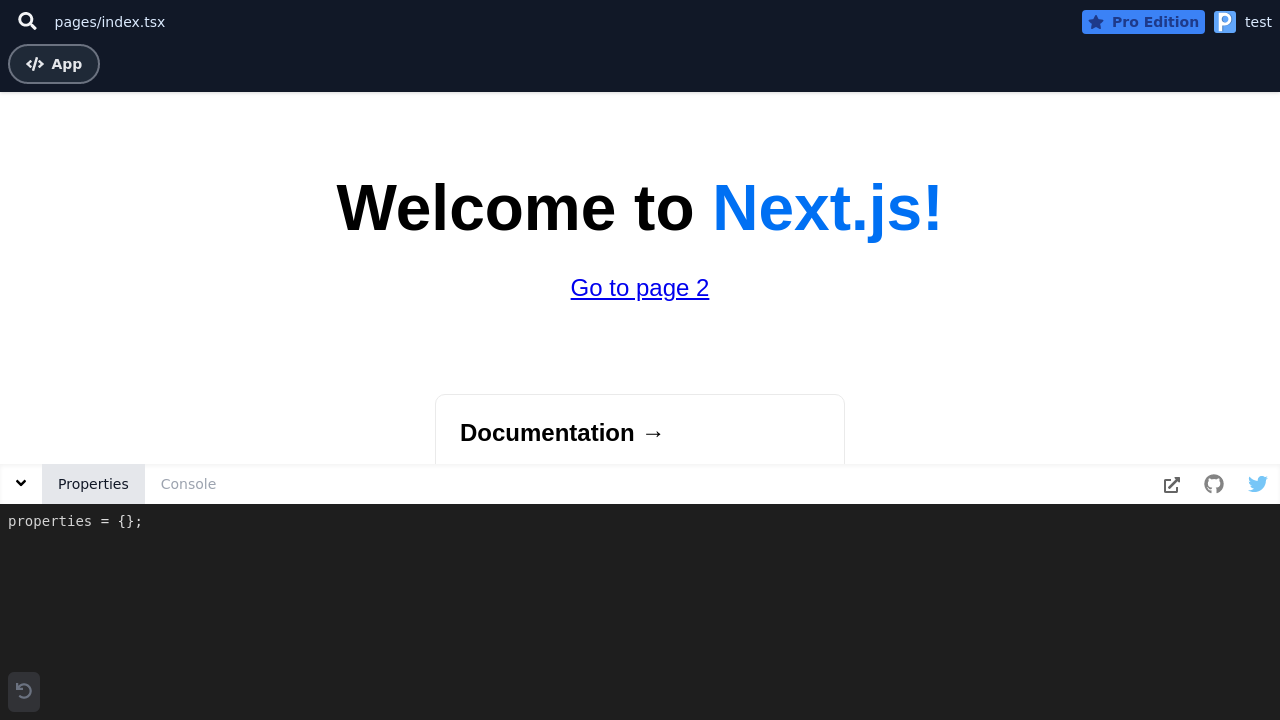 pages/index.tsx
Pro Edition
test
App
Welcome to Next.js!
Go to page 2
Documentation →
Properties
Console
properties = {};